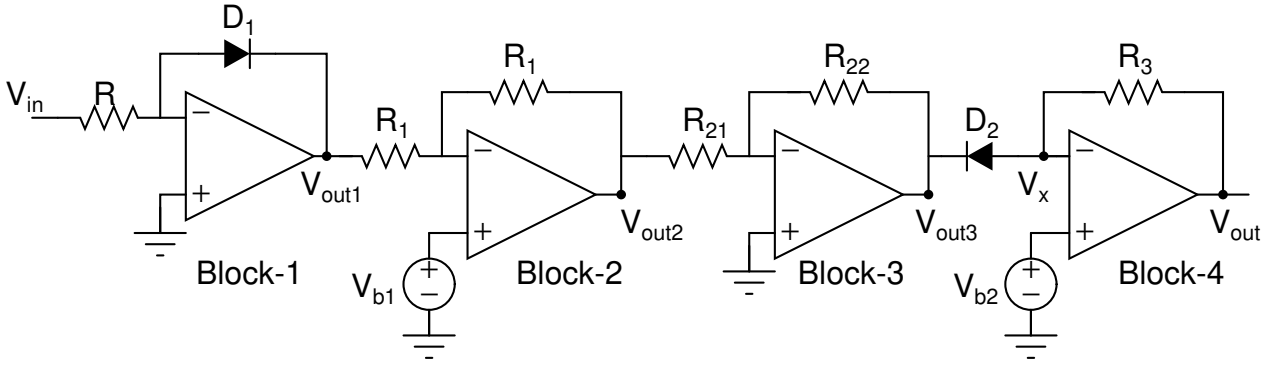 D1
R1
R22
R3
Vin
R
R1
R21
D2
−
−
−
−
+
+
+
+
Vout1
Vout2
Vout3
Vx
Vout
Block-1
Block-2
Block-3
Block-4
Vb1
+
−
Vb2
+
−